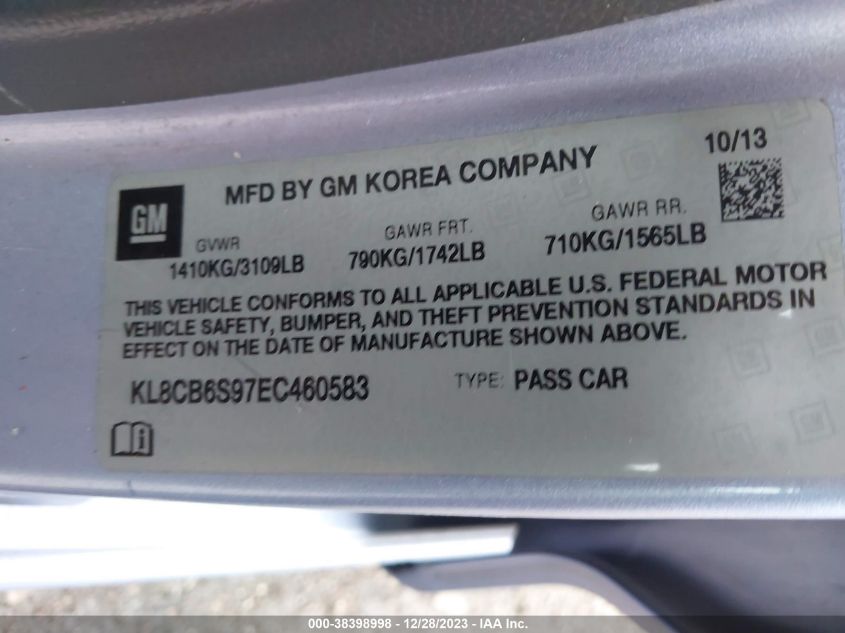 10/13
MFD BY GM KOREA COMPANY
GM
GVWR GAWR FRT. GAWR RR.
1410KG/3109LB 790KG/1742LB 710KG/1565LB
THIS VEHICLE CONFORMS TO ALL APPLICABLE U.S. FEDERAL MOTOR
VEHICLE SAFETY, BUMPER, AND THEFT PREVENTION STANDARDS IN
EFFECT ON THE DATE OF MANUFACTURE SHOWN ABOVE.
KL8CB6S97EC460583 TYPE: PASS CAR
000-38398998 - 12/28/2023 - IAA Inc.